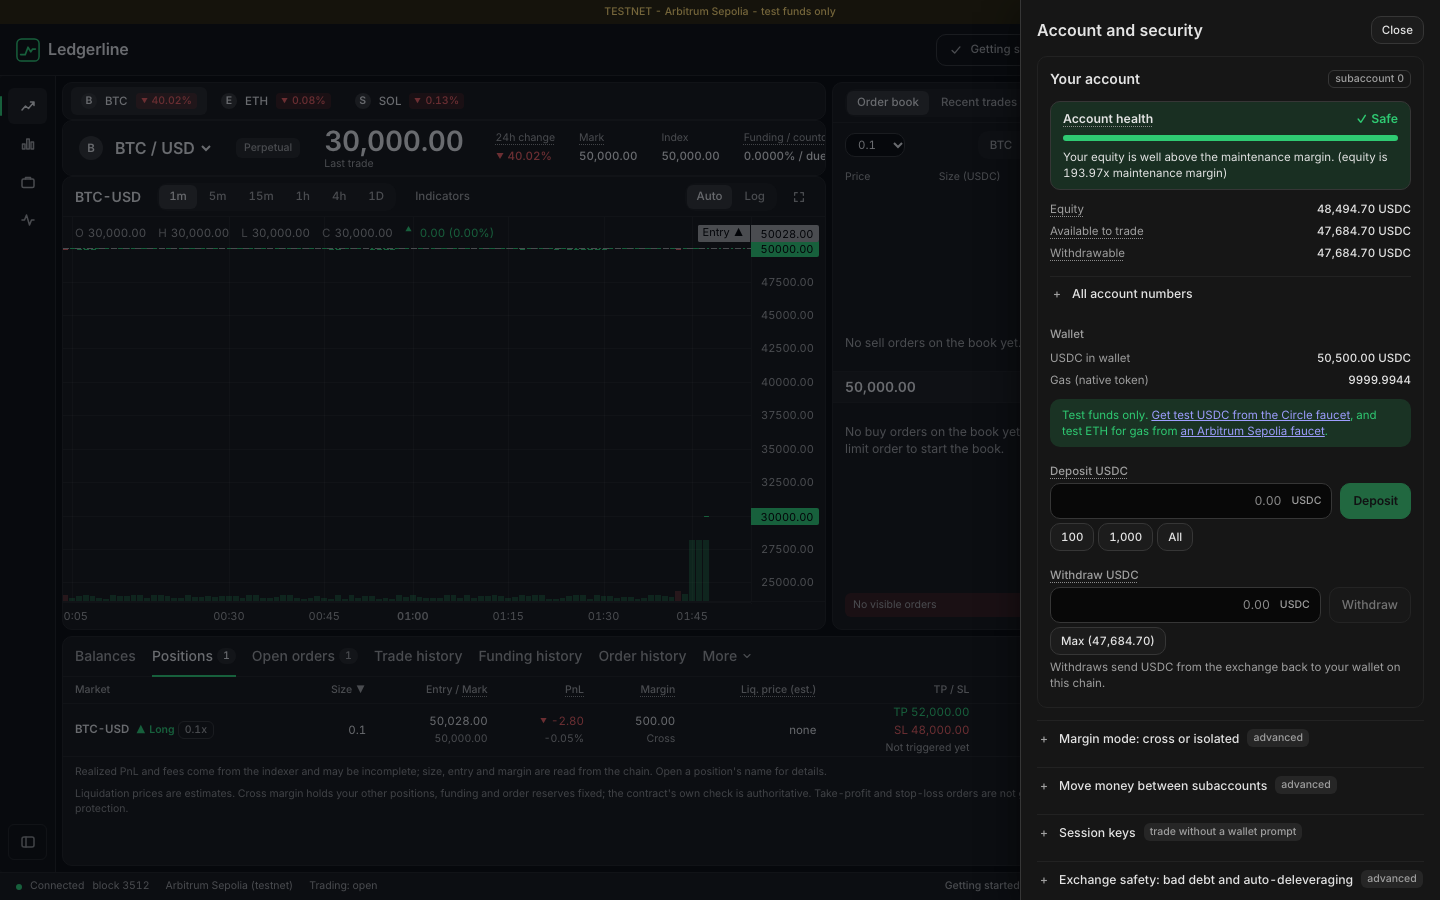 TESTNET - Arbitrum Sepolia - test funds only
Ledgerline
Getting s
B BTC ▼ 40.02% E ETH ▼ 0.08% S SOL ▼ 0.13%
B BTC / USD Perpetual
30,000.00
Last trade
24h change Mark Index Funding / countd
▼ 40.02% 50,000.00 50,000.00 0.0000% / due
BTC-USD 1m 5m 15m 1h 4h 1D Indicators Auto Log
O 30,000.00 H 30,000.00 L 30,000.00 C 30,000.00 ▲ 0.00 (0.00%)
Entry ▲ 50028.00
50000.00
47500.00
45000.00
42500.00
40000.00
37500.00
35000.00
32500.00
30000.00
27500.00
25000.00
0:05 00:30 00:45 01:00 01:15 01:30 01:45
Order book Recent trades
0.1 BTC
Price Size (USDC)
No sell orders on the book yet.
50,000.00
No buy orders on the book yet
limit order to start the book.
No visible orders
Balances Positions 1 Open orders 1 Trade history Funding history Order history More
Market Size ▼ Entry / Mark PnL Margin Liq. price (est.) TP / SL
BTC-USD ▲ Long 0.1x 0.1 50,028.00 ▼ -2.80 500.00 none TP 52,000.00
50,000.00 -0.05% Cross SL 48,000.00
Not triggered yet
Realized PnL and fees come from the indexer and may be incomplete; size, entry and margin are read from the chain. Open a position's name for details.
Liquidation prices are estimates. Cross margin holds your other positions, funding and order reserves fixed; the contract's own check is authoritative. Take-profit and stop-loss orders are not
protection.
Connected block 3512 Arbitrum Sepolia (testnet) Trading: open Getting started
Account and security Close
Your account subaccount 0
Account health ✓ Safe
Your equity is well above the maintenance margin. (equity is
193.97x maintenance margin)
Equity 48,494.70 USDC
Available to trade 47,684.70 USDC
Withdrawable 47,684.70 USDC
+ All account numbers
Wallet
USDC in wallet 50,500.00 USDC
Gas (native token) 9999.9944
Test funds only. Get test USDC from the Circle faucet, and
test ETH for gas from an Arbitrum Sepolia faucet.
Deposit USDC
0.00 USDC Deposit
100 1,000 All
Withdraw USDC
0.00 USDC Withdraw
Max (47,684.70)
Withdraws send USDC from the exchange back to your wallet on
this chain.
+ Margin mode: cross or isolated advanced
+ Move money between subaccounts advanced
+ Session keys trade without a wallet prompt
+ Exchange safety: bad debt and auto-deleveraging advanced